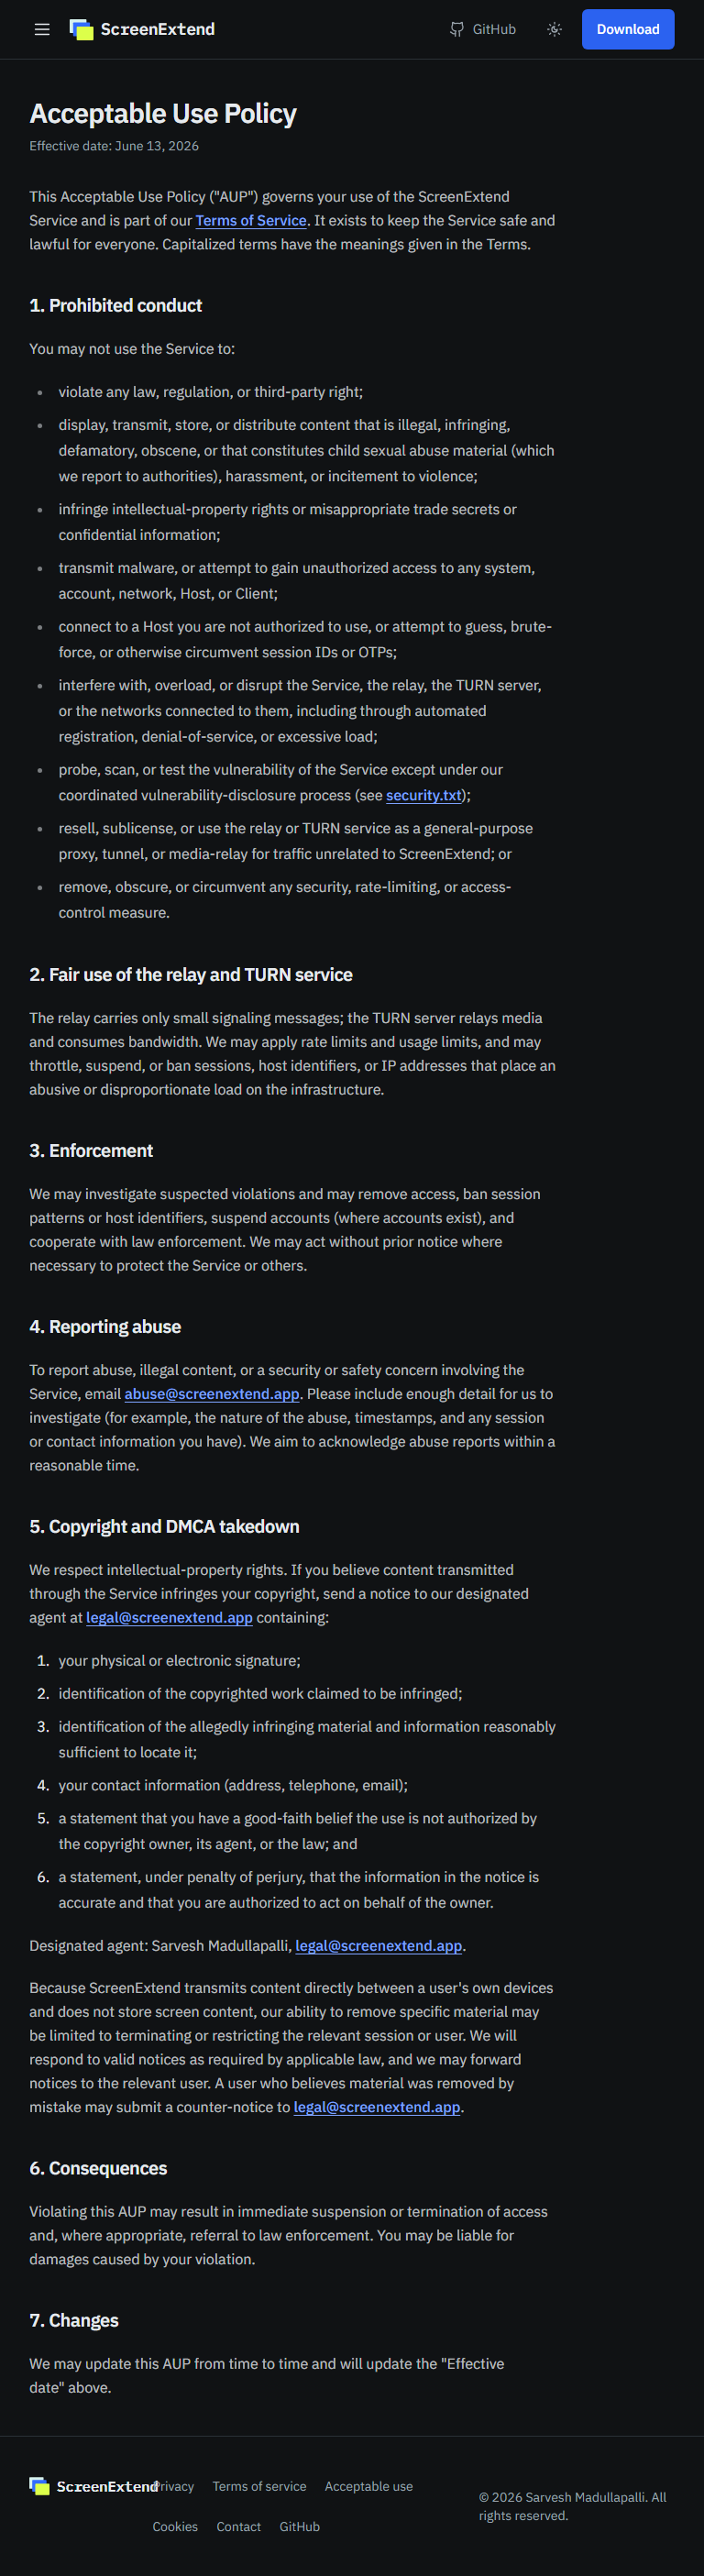 ScreenExtend
GitHub
Download
Acceptable Use Policy
Effective date: June 13, 2026
This Acceptable Use Policy ("AUP") governs your use of the ScreenExtend
Service and is part of our Terms of Service. It exists to keep the Service safe and
lawful for everyone. Capitalized terms have the meanings given in the Terms.
1. Prohibited conduct
You may not use the Service to:
• violate any law, regulation, or third-party right;
• display, transmit, store, or distribute content that is illegal, infringing,
defamatory, obscene, or that constitutes child sexual abuse material (which
we report to authorities), harassment, or incitement to violence;
• infringe intellectual-property rights or misappropriate trade secrets or
confidential information;
• transmit malware, or attempt to gain unauthorized access to any system,
account, network, Host, or Client;
• connect to a Host you are not authorized to use, or attempt to guess, brute-
force, or otherwise circumvent session IDs or OTPs;
• interfere with, overload, or disrupt the Service, the relay, the TURN server,
or the networks connected to them, including through automated
registration, denial-of-service, or excessive load;
• probe, scan, or test the vulnerability of the Service except under our
coordinated vulnerability-disclosure process (see security.txt);
• resell, sublicense, or use the relay or TURN service as a general-purpose
proxy, tunnel, or media-relay for traffic unrelated to ScreenExtend; or
• remove, obscure, or circumvent any security, rate-limiting, or access-
control measure.
2. Fair use of the relay and TURN service
The relay carries only small signaling messages; the TURN server relays media
and consumes bandwidth. We may apply rate limits and usage limits, and may
throttle, suspend, or ban sessions, host identifiers, or IP addresses that place an
abusive or disproportionate load on the infrastructure.
3. Enforcement
We may investigate suspected violations and may remove access, ban session
patterns or host identifiers, suspend accounts (where accounts exist), and
cooperate with law enforcement. We may act without prior notice where
necessary to protect the Service or others.
4. Reporting abuse
To report abuse, illegal content, or a security or safety concern involving the
Service, email abuse@screenextend.app. Please include enough detail for us to
investigate (for example, the nature of the abuse, timestamps, and any session
or contact information you have). We aim to acknowledge abuse reports within a
reasonable time.
5. Copyright and DMCA takedown
We respect intellectual-property rights. If you believe content transmitted
through the Service infringes your copyright, send a notice to our designated
agent at legal@screenextend.app containing:
1. your physical or electronic signature;
2. identification of the copyrighted work claimed to be infringed;
3. identification of the allegedly infringing material and information reasonably
sufficient to locate it;
4. your contact information (address, telephone, email);
5. a statement that you have a good-faith belief the use is not authorized by
the copyright owner, its agent, or the law; and
6. a statement, under penalty of perjury, that the information in the notice is
accurate and that you are authorized to act on behalf of the owner.
Designated agent: Sarvesh Madullapalli, legal@screenextend.app.
Because ScreenExtend transmits content directly between a user's own devices
and does not store screen content, our ability to remove specific material may
be limited to terminating or restricting the relevant session or user. We will
respond to valid notices as required by applicable law, and we may forward
notices to the relevant user. A user who believes material was removed by
mistake may submit a counter-notice to legal@screenextend.app.
6. Consequences
Violating this AUP may result in immediate suspension or termination of access
and, where appropriate, referral to law enforcement. You may be liable for
damages caused by your violation.
7. Changes
We may update this AUP from time to time and will update the "Effective
date" above.
ScreenExtend
Privacy Terms of service Acceptable use
Cookies Contact GitHub
© 2026 Sarvesh Madullapalli. All
rights reserved.